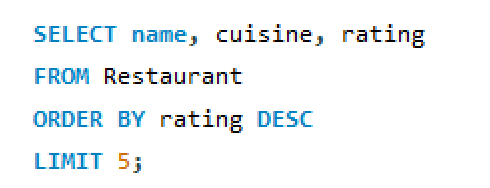 SELECT name, cuisine, rating
FROM Restaurant
ORDER BY rating DESC
LIMIT 5;